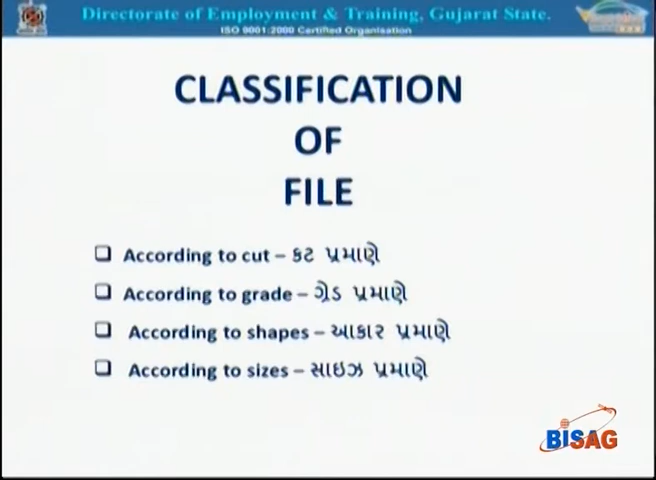 Directorate of Employment & Training, Gujarat State.
ISO 9001:2000 Certified Organisation
CLASSIFICATION
OF
FILE
According to cut – કટ પ્રમાણે
According to grade – ગ્રેડ પ્રમાણે
According to shapes – આકાર પ્રમાણે
According to sizes – સાઇઝ પ્રમાણે
BISAG